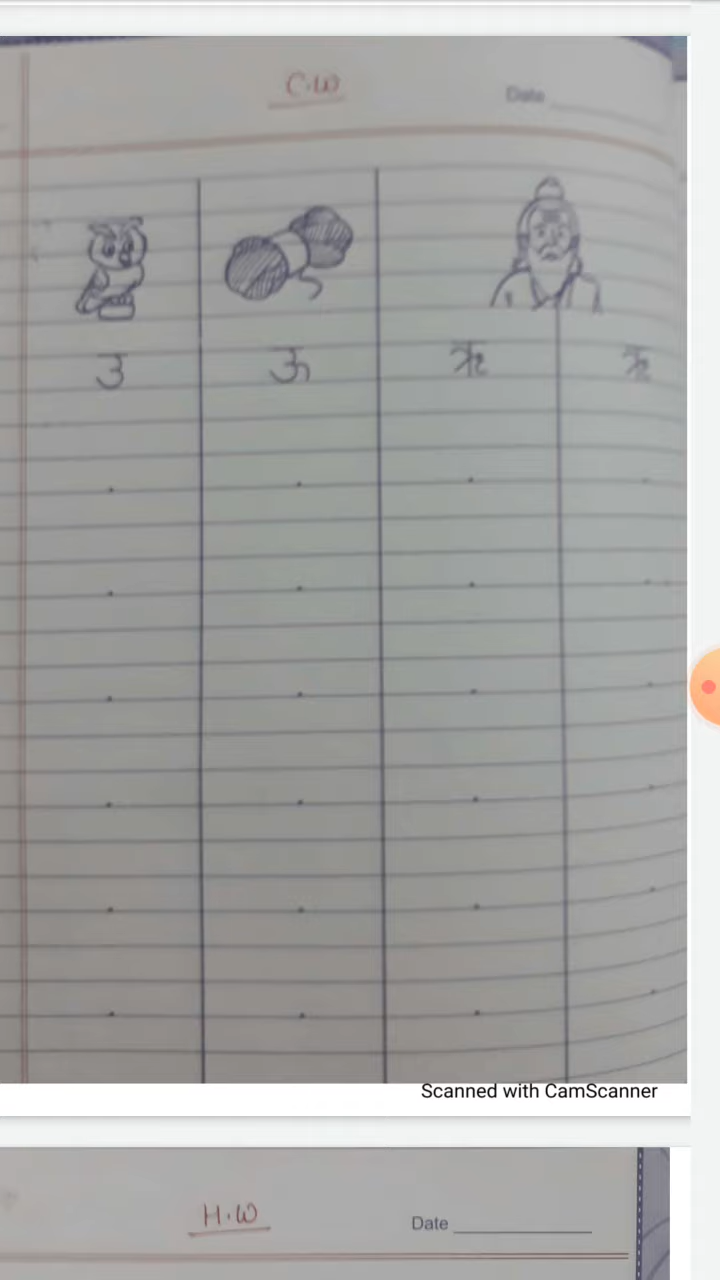 C.W
Date
उ ऊ ऋ ऋ
Scanned with CamScanner
H.W
Date